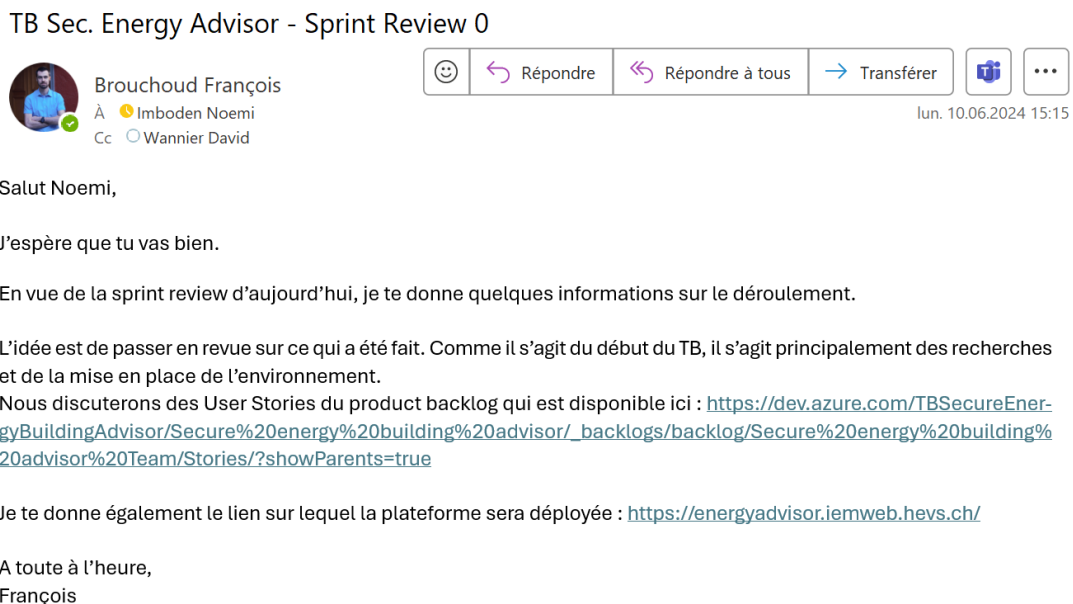 TB Sec. Energy Advisor - Sprint Review 0
Brouchoud François
Répondre
Répondre à tous
Transférer
À Imboden Noemi
lun. 10.06.2024 15:15
Cc Wannier David
Salut Noemi,
J’espère que tu vas bien.
En vue de la sprint review d’aujourd’hui, je te donne quelques informations sur le déroulement.
L’idée est de passer en revue sur ce qui a été fait. Comme il s’agit du début du TB, il s’agit principalement des recherches
et de la mise en place de l’environnement.
Nous discuterons des User Stories du product backlog qui est disponible ici : https://dev.azure.com/TBSecureEner-
gyBuildingAdvisor/Secure%20energy%20building%20advisor/_backlogs/backlog/Secure%20energy%20building%
20advisor%20Team/Stories/?showParents=true
Je te donne également le lien sur lequel la plateforme sera déployée : https://energyadvisor.iemweb.hevs.ch/
A toute à l’heure,
François